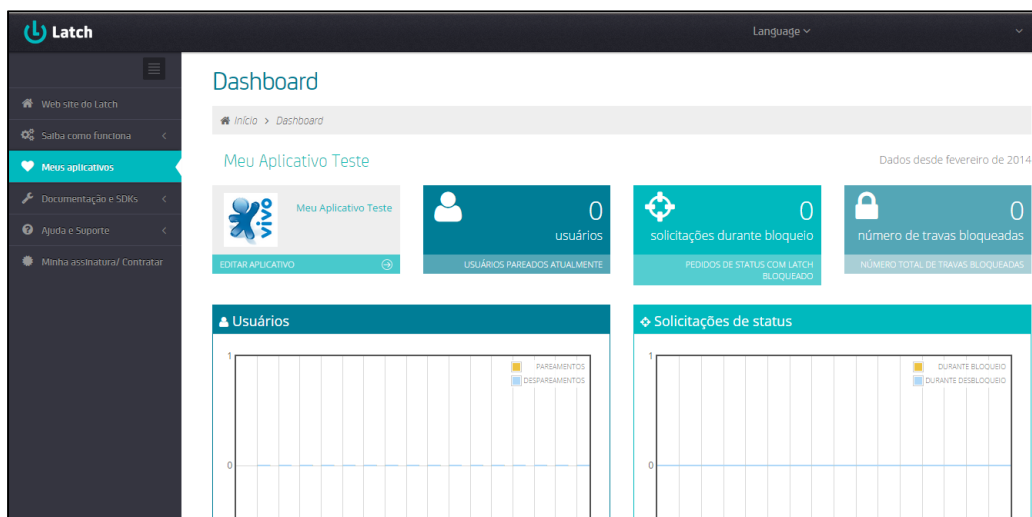 Latch
Language
Dashboard
Web site do Latch
Início > Dashboard
Saiba como funciona
Meu Aplicativo Teste
Dados desde fevereiro de 2014
Meus aplicativos
Documentação e SDKs
Ajuda e Suporte
Minha assinatura/ Contratar
vivo
Meu Aplicativo Teste
EDITAR APLICATIVO
0
usuários
USUÁRIOS PAREADOS ATUALMENTE
0
solicitações durante bloqueio
PEDIDOS DE STATUS COM LATCH
BLOQUEADO
0
número de travas bloqueadas
NÚMERO TOTAL DE TRAVAS BLOQUEADAS
Usuários
1
PAREAMENTOS
DESPAREAMENTOS
0
Solicitações de status
1
DURANTE BLOQUEIO
DURANTE DESBLOQUEIO
0